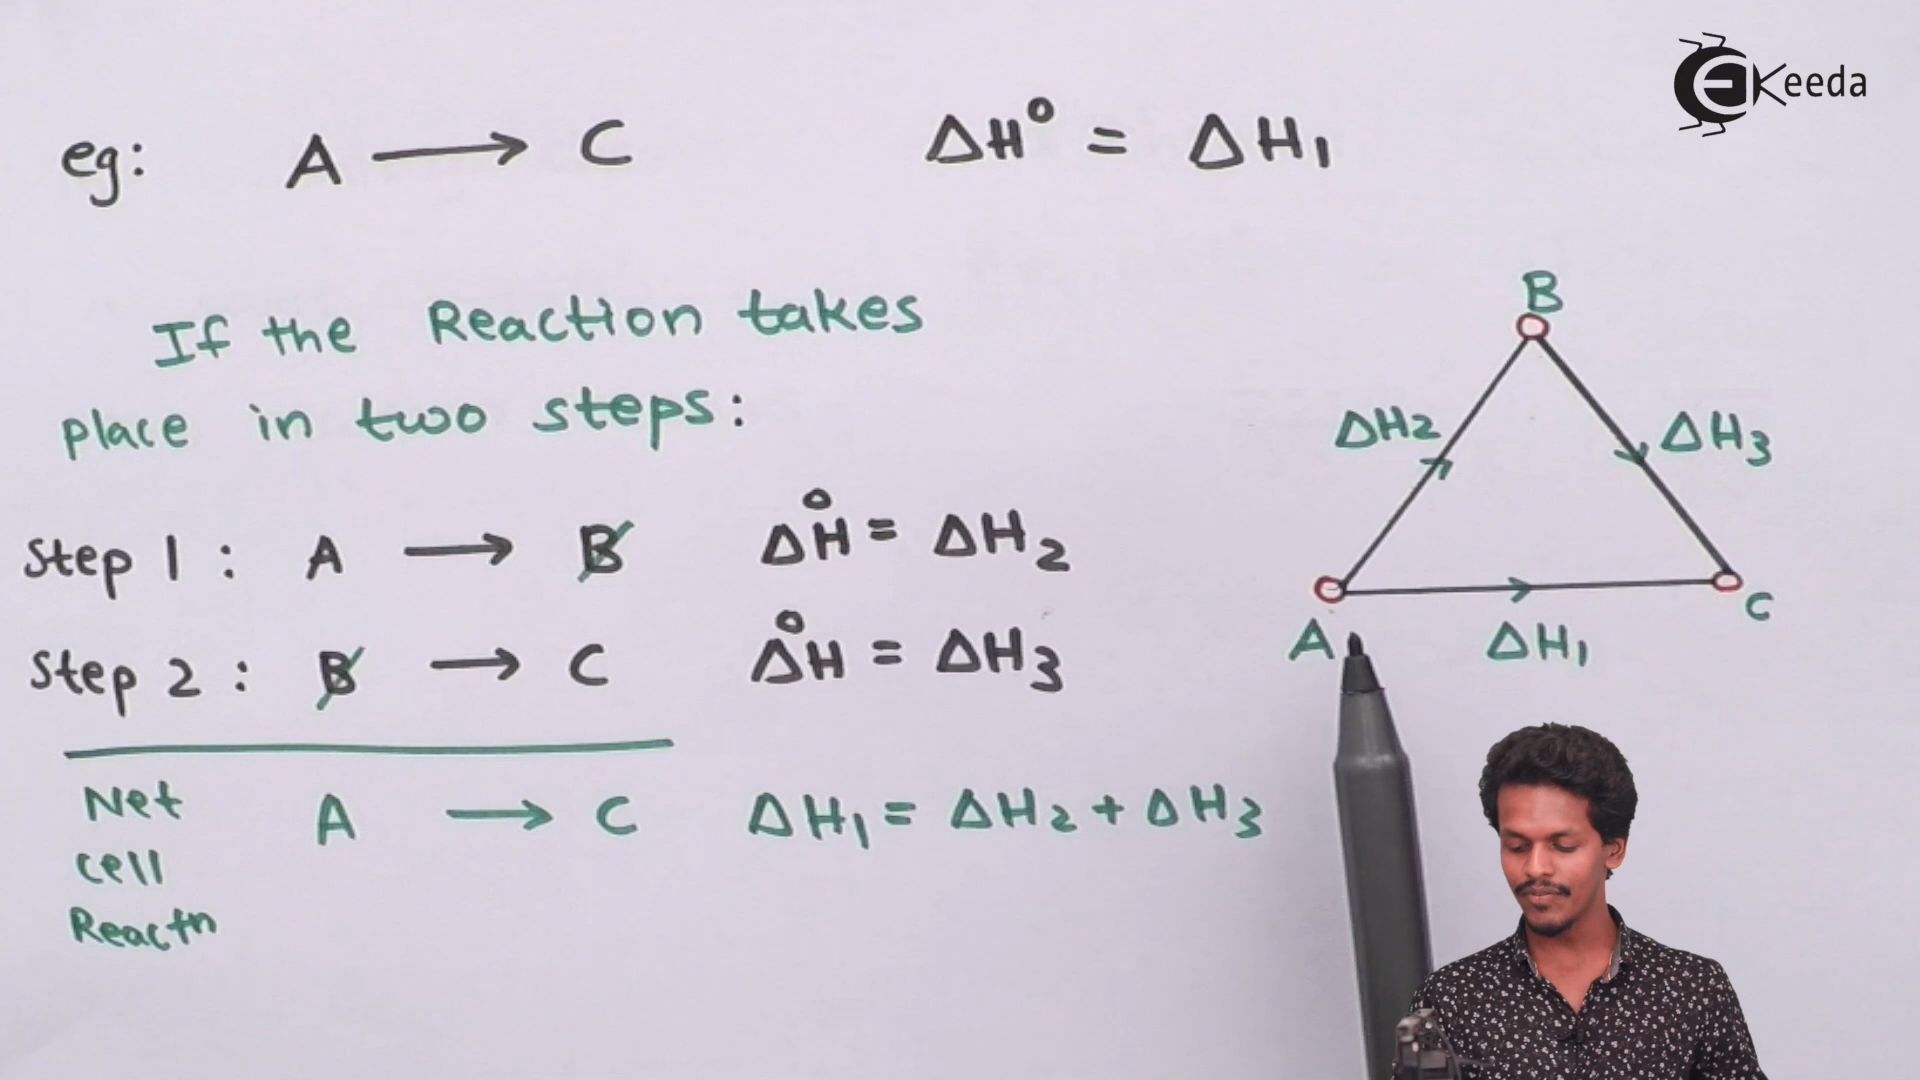 EKeeda
eg: A ⟶ C ΔH° = ΔH₁
If the Reaction takes
place in two steps:
Step 1 : A ⟶ B ΔH° = ΔH₂
Step 2 : B ⟶ C ΔH° = ΔH₃
Net
cell
Reactn
A ⟶ C ΔH₁ = ΔH₂ + ΔH₃
B
ΔH₂
ΔH₃
A
C
ΔH₁